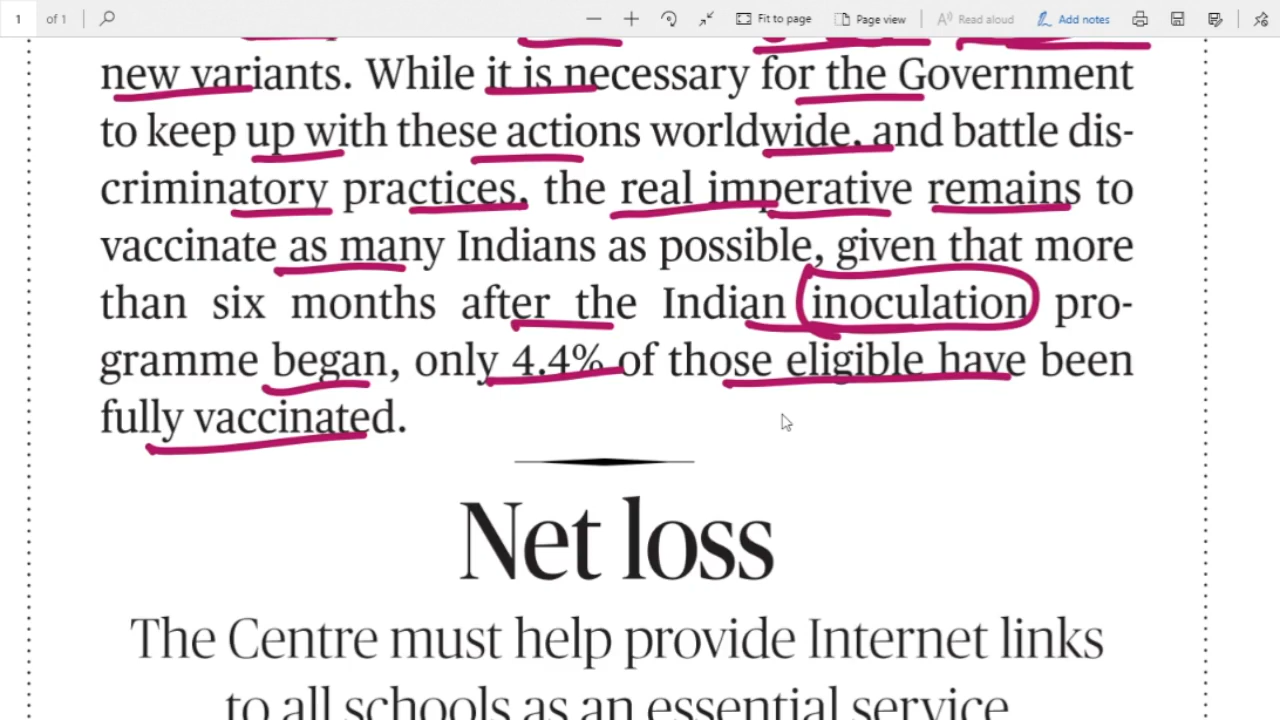 1 of 1 Fit to page Page view Read aloud Add notes
new variants. While it is necessary for the Government
to keep up with these actions worldwide, and battle dis-
criminatory practices, the real imperative remains to
vaccinate as many Indians as possible, given that more
than six months after the Indian inoculation pro-
gramme began, only 4.4% of those eligible have been
fully vaccinated.
Net loss
The Centre must help provide Internet links
to all schools as an essential service